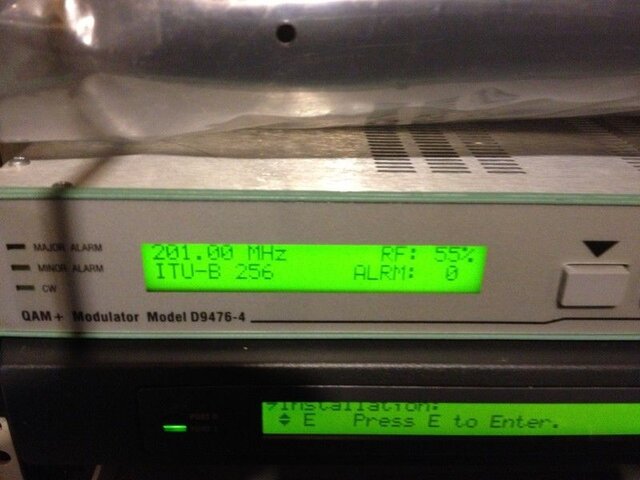 201.00 MHz RF: 55%
MAJOR ALARM
ITU-B 256 ALRM: 0
MINOR ALARM
CW
QAM+ Modulator Model D9476-4
Installation:
E Press E to Enter.